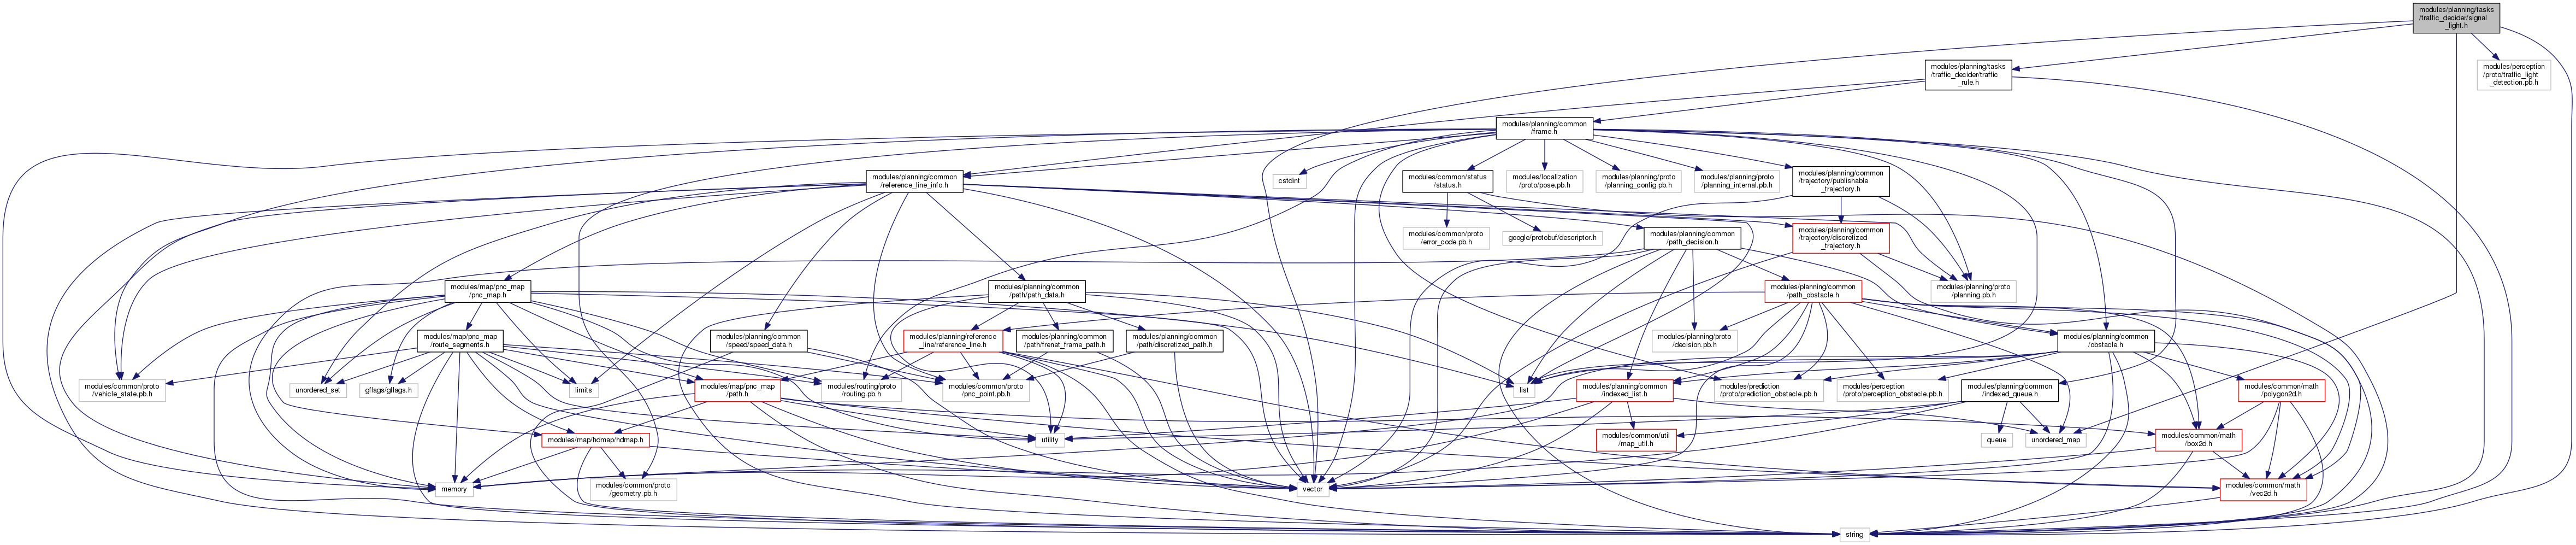 modules/planning/tasks
/traffic_decider/signal
_light.h
modules/planning/tasks
/traffic_decider/traffic
_rule.h
modules/perception
/proto/traffic_light
_detection.pb.h
modules/planning/common
/frame.h
modules/planning/common
/reference_line_info.h
cstdint
modules/common/status
/status.h
modules/localization
/proto/pose.pb.h
modules/planning/proto
/planning_config.pb.h
modules/planning/proto
/planning_internal.pb.h
modules/planning/common
/trajectory/publishable
_trajectory.h
modules/common/proto
/error_code.pb.h
google/protobuf/descriptor.h
modules/planning/common
/path_decision.h
modules/planning/common
/trajectory/discretized
_trajectory.h
modules/map/pnc_map
/pnc_map.h
modules/planning/common
/path/path_data.h
modules/planning/common
/path_obstacle.h
modules/planning/proto
/planning.pb.h
modules/map/pnc_map
/route_segments.h
modules/planning/common
/speed/speed_data.h
modules/planning/reference
_line/reference_line.h
modules/planning/common
/path/frenet_frame_path.h
modules/planning/common
/path/discretized_path.h
modules/planning/proto
/decision.pb.h
modules/planning/common
/obstacle.h
modules/common/proto
/vehicle_state.pb.h
unordered_set
gflags/gflags.h
limits
modules/map/pnc_map
/path.h
modules/routing/proto
/routing.pb.h
modules/common/proto
/pnc_point.pb.h
list
modules/planning/common
/indexed_list.h
modules/prediction
/proto/prediction_obstacle.pb.h
modules/perception
/proto/perception_obstacle.pb.h
modules/planning/common
/indexed_queue.h
modules/common/math
/polygon2d.h
modules/map/hdmap/hdmap.h
utility
modules/common/util
/map_util.h
queue
unordered_map
modules/common/math
/box2d.h
memory
modules/common/proto
/geometry.pb.h
vector
modules/common/math
/vec2d.h
string